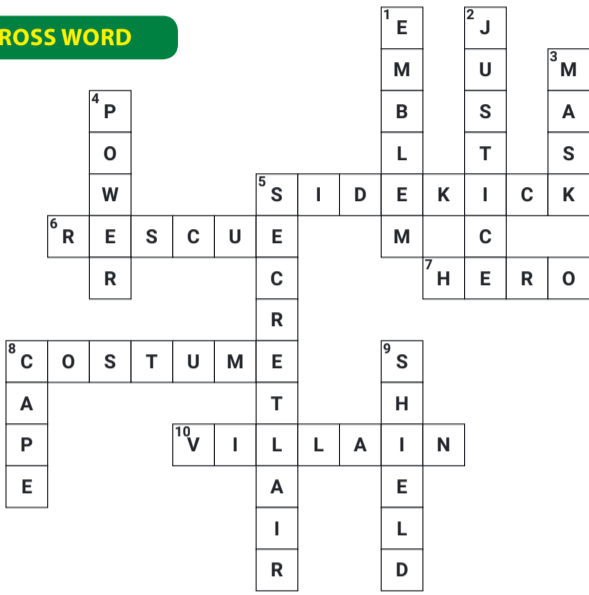 ROSS WORD
1 E 2 J
M U 3 M
4 P B S A
O L T S
W 5 S I D E K I C K
6 R E S C U E M C
R C 7 H E R O
R
8 C O S T U M E 9 S
A T H
P 10 V I L L A I N
E A E
I L
R D